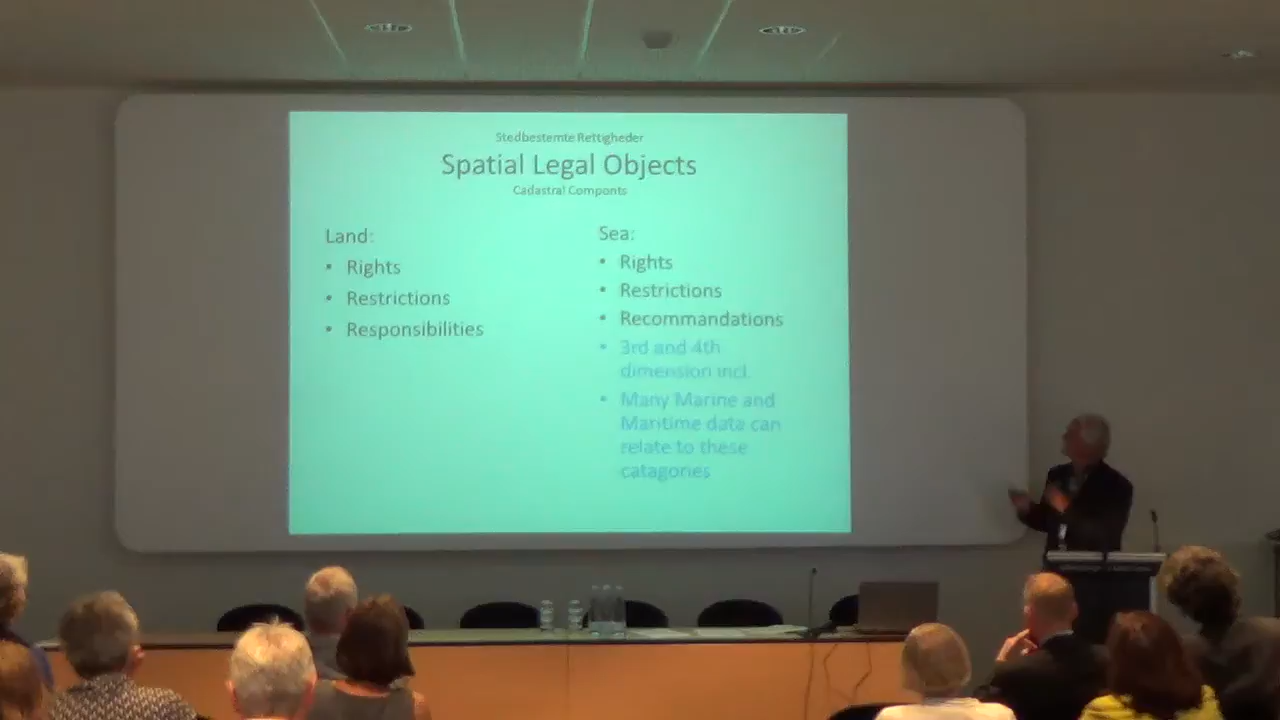 Stedbestemte Rettigheder
Spatial Legal Objects
Cadastral Componts
Land:
• Rights
• Restrictions
• Responsibilities
Sea:
• Rights
• Restrictions
• Recommandations
• 3rd and 4th
dimension incl.
• Many Marine and
Maritime data can
relate to these
catagories